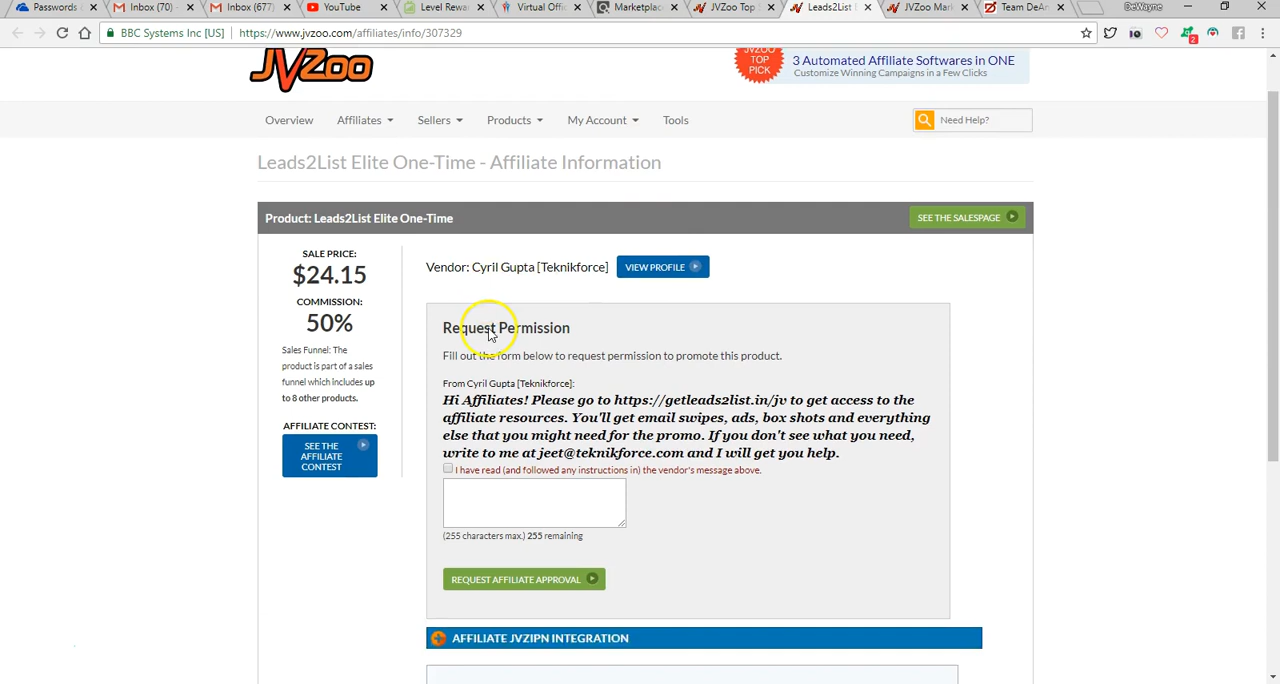 Passwords
Inbox (70) -
Inbox (677)
YouTube
Level Rewa
Virtual Offi
Marketplac
JVZoo Top
Leads2List
JVZoo Mark
Team DeAn
DeWayne
BBC Systems Inc [US]
https://www.jvzoo.com/affiliates/info/307329
2
JVZoo
JVZOO
TOP
PICK
3 Automated Affiliate Softwares in ONE
Customize Winning Campaigns in a Few Clicks
Overview
Affiliates
Sellers
Products
My Account
Tools
Need Help?
Leads2List Elite One-Time - Affiliate Information
Product: Leads2List Elite One-Time
SEE THE SALESPAGE
SALE PRICE:
$24.15
COMMISSION:
50%
Sales Funnel: The
product is part of a sales
funnel which includes up
to 8 other products.
AFFILIATE CONTEST:
SEE THE
AFFILIATE
CONTEST
Vendor: Cyril Gupta [Teknikforce]
VIEW PROFILE
Request Permission
Fill out the form below to request permission to promote this product.
From Cyril Gupta [Teknikforce]:
Hi Affiliates! Please go to https://getleads2list.in/jv to get access to the
affiliate resources. You'll get email swipes, ads, box shots and everything
else that you might need for the promo. If you don't see what you need,
write to me at jeet@teknikforce.com and I will get you help.
I have read (and followed any instructions in) the vendor's message above.
(255 characters max.) 255 remaining
REQUEST AFFILIATE APPROVAL
AFFILIATE JVZIPN INTEGRATION